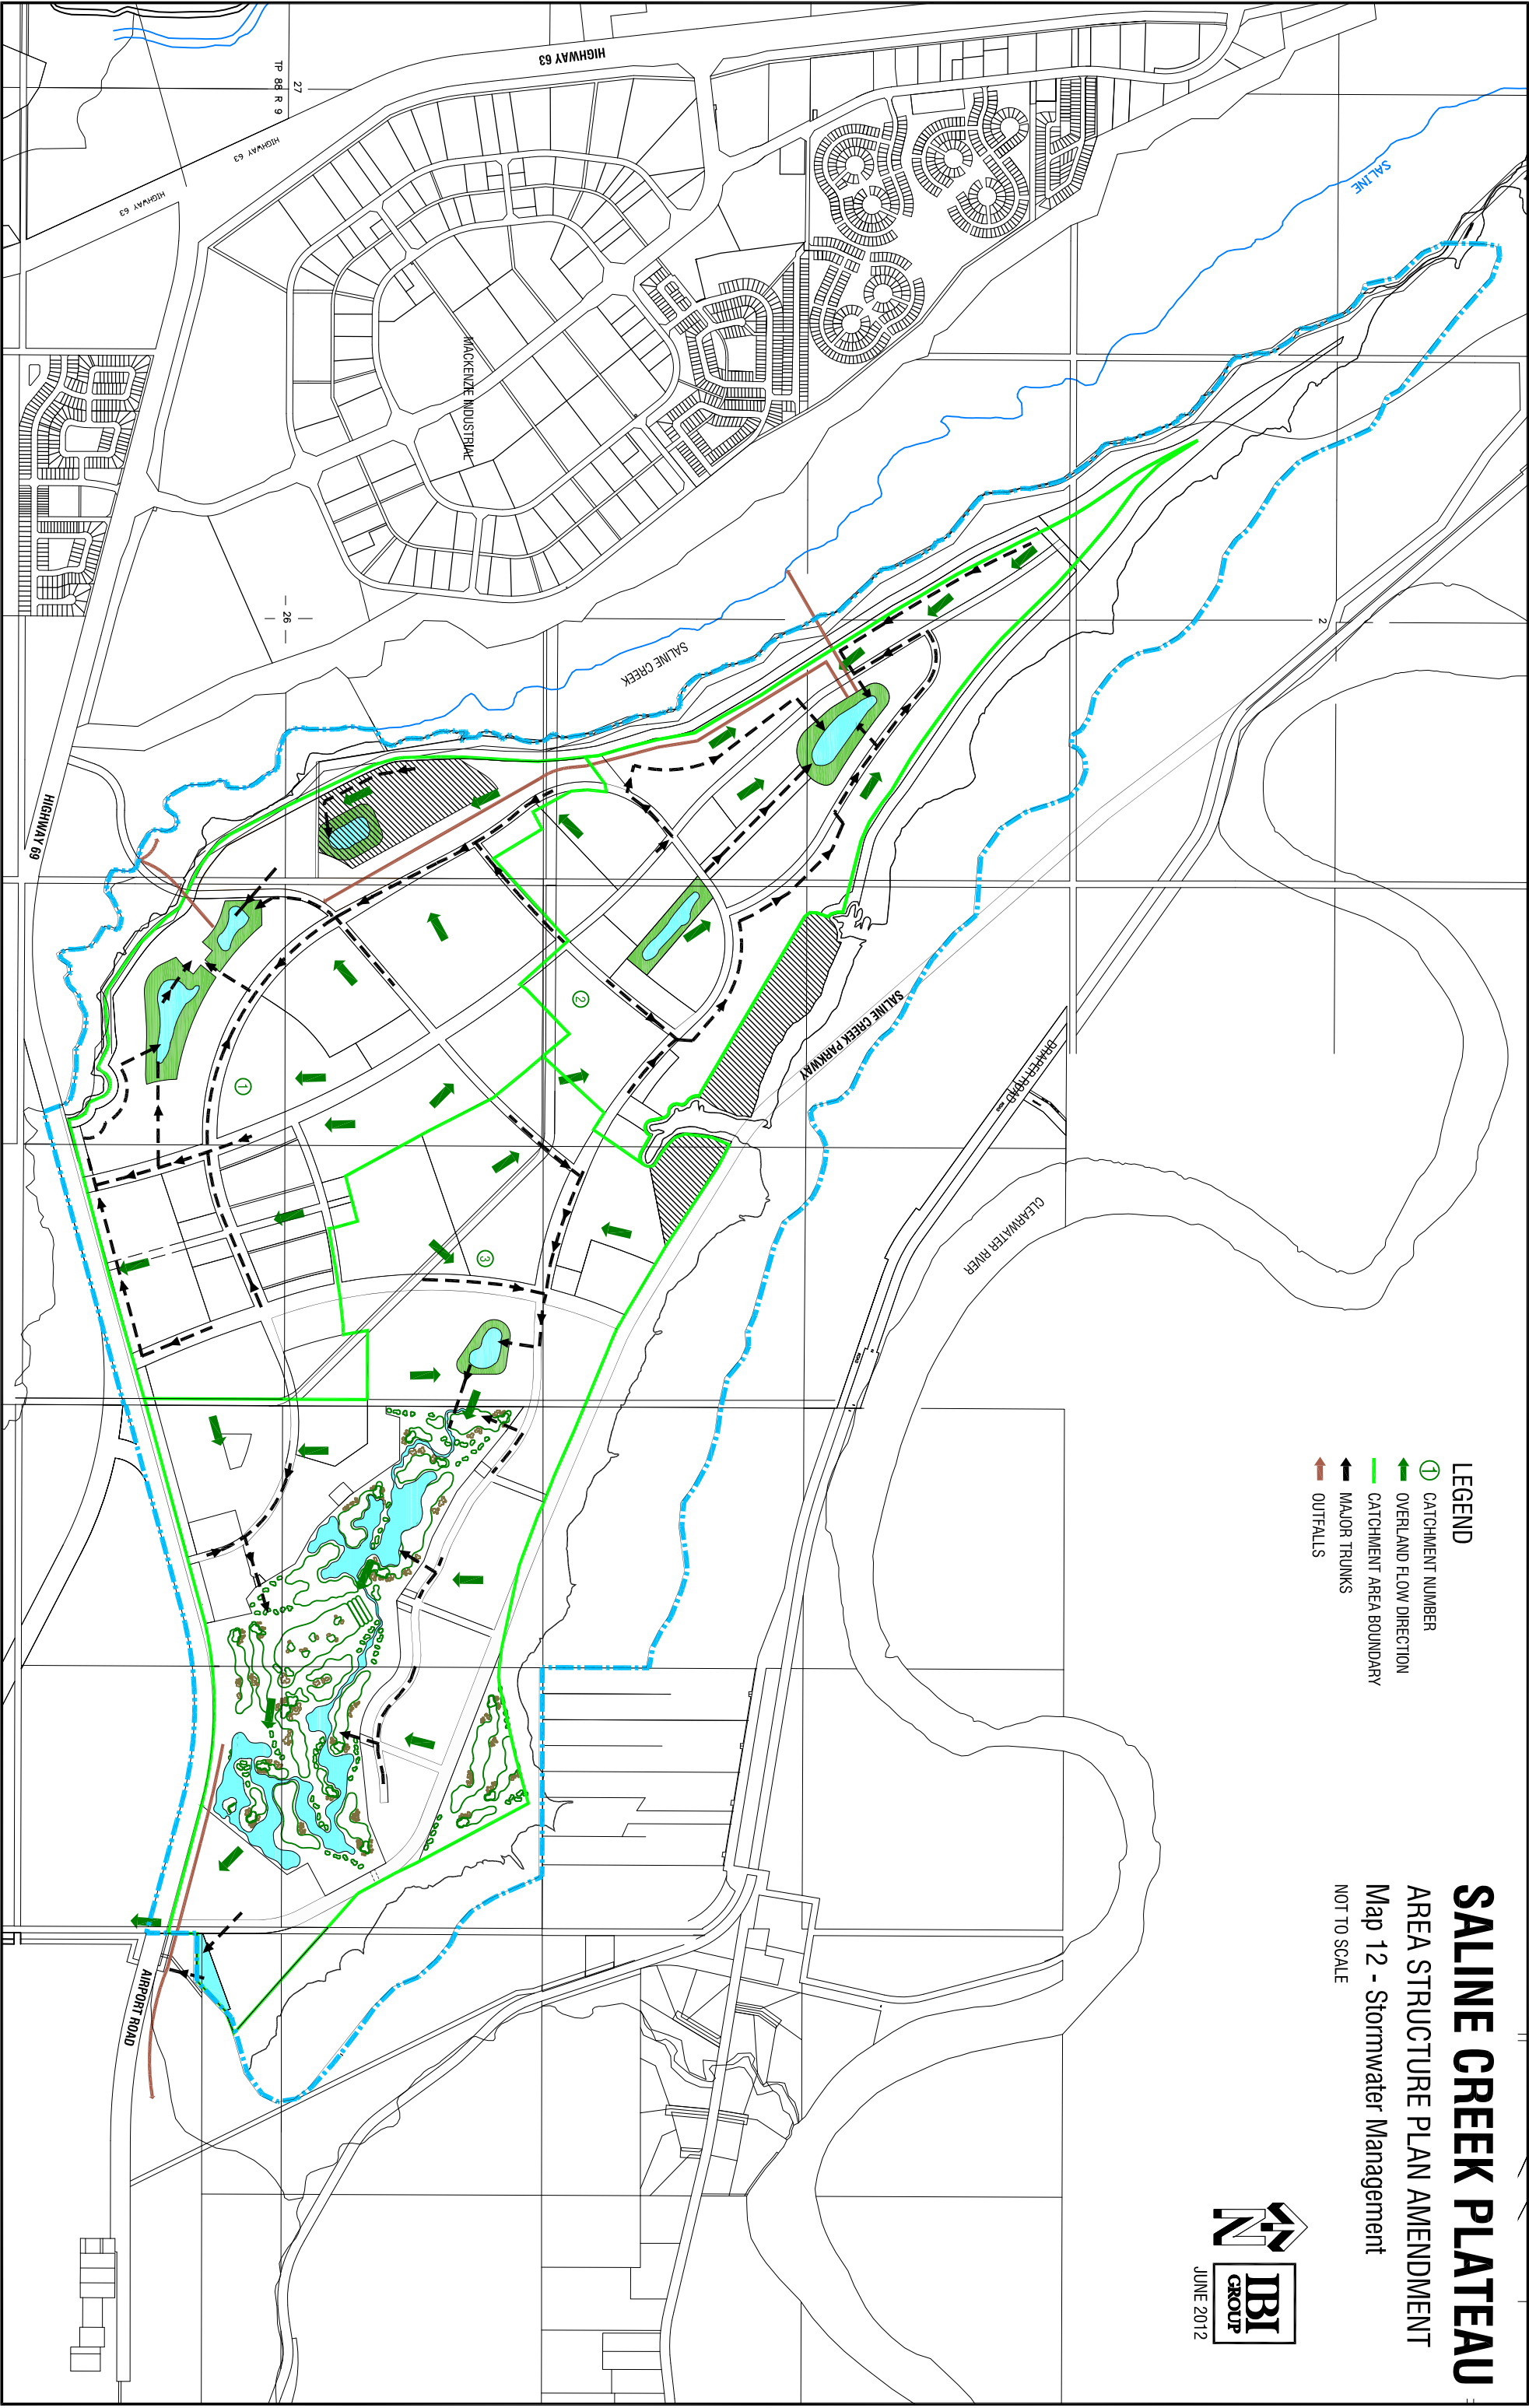 SALINE CREEK PLATEAU
AREA STRUCTURE PLAN AMENDMENT
Map 12 - Stormwater Management
NOT TO SCALE
N
IBI
GROUP
JUNE 2012
LEGEND
1 CATCHMENT NUMBER
OVERLAND FLOW DIRECTION
CATCHMENT AREA BOUNDARY
MAJOR TRUNKS
OUTFALLS
SALINE
2
DRAPER ROAD
CLEARWATER RIVER
SALINE CREEK PARKWAY
SALINE CREEK
HIGHWAY 63
MACKENZIE INDUSTRIAL
27
TP 88 R 9
HIGHWAY 63
HIGHWAY 63
26
2
3
1
HIGHWAY 69
AIRPORT ROAD